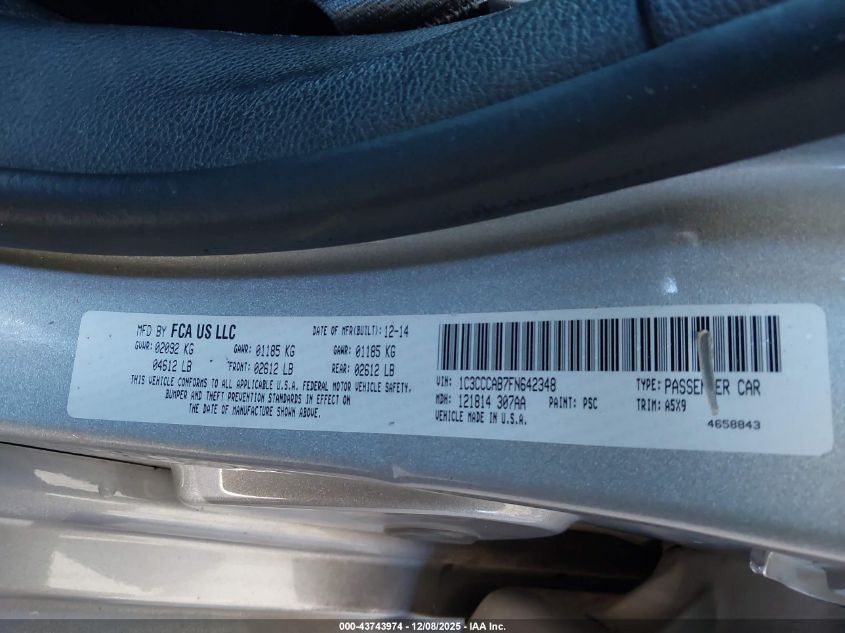 MFD BY FCA US LLC DATE OF MFR(BUILT): 12-14
GVWR: 02092 KG GAWR: 01185 KG GAWR: 01185 KG
04612 LB FRONT: 02612 LB REAR: 02612 LB
THIS VEHICLE CONFORMS TO ALL APPLICABLE U.S.A. FEDERAL MOTOR VEHICLE SAFETY,
BUMPER AND THEFT PREVENTION STANDARDS IN EFFECT ON
THE DATE OF MANUFACTURE SHOWN ABOVE.
VIN: 1C3CCCAB7FN642348 TYPE: PASSENGER CAR
MDH: 121814 307AA PAINT: PSC TRIM: A5X9
VEHICLE MADE IN U.S.A. 4658843
000-43743974 - 12/08/2025 - IAA Inc.